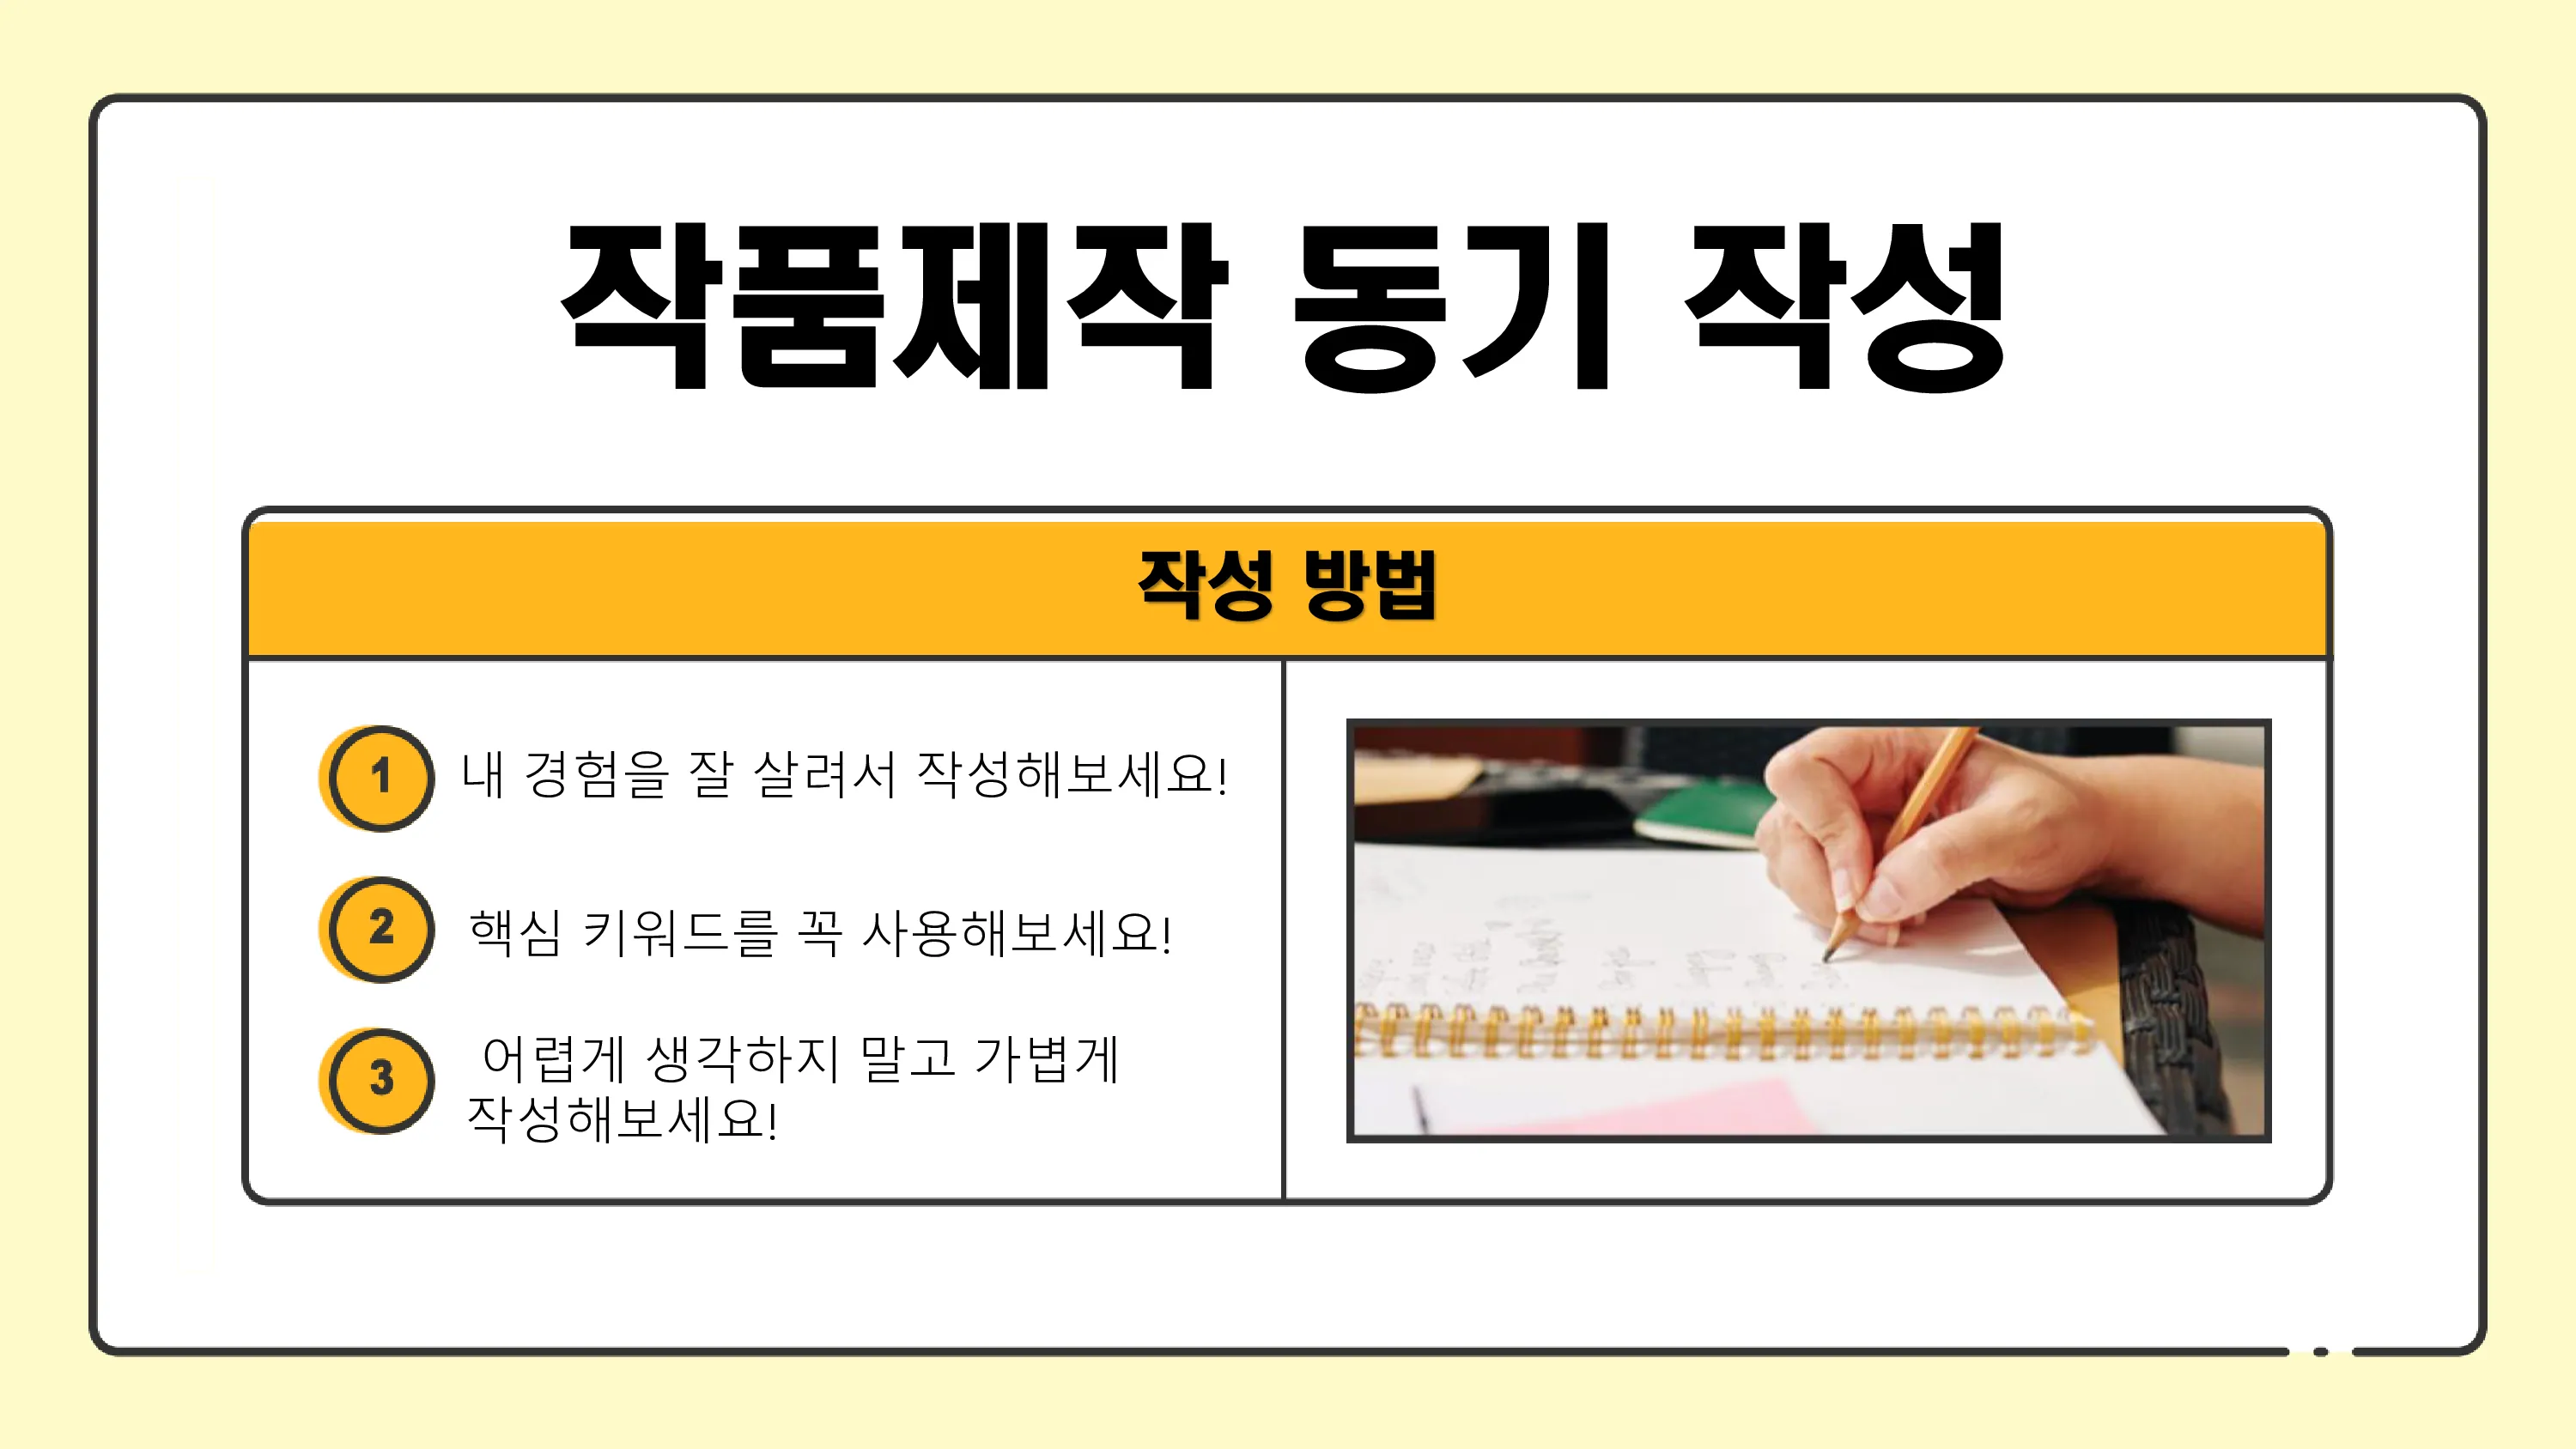 작품제작 동기 작성
작성 방법
1 내 경험을 잘 살려서 작성해보세요!
2 핵심 키워드를 꼭 사용해보세요!
3 어렵게 생각하지 말고 가볍게
작성해보세요!